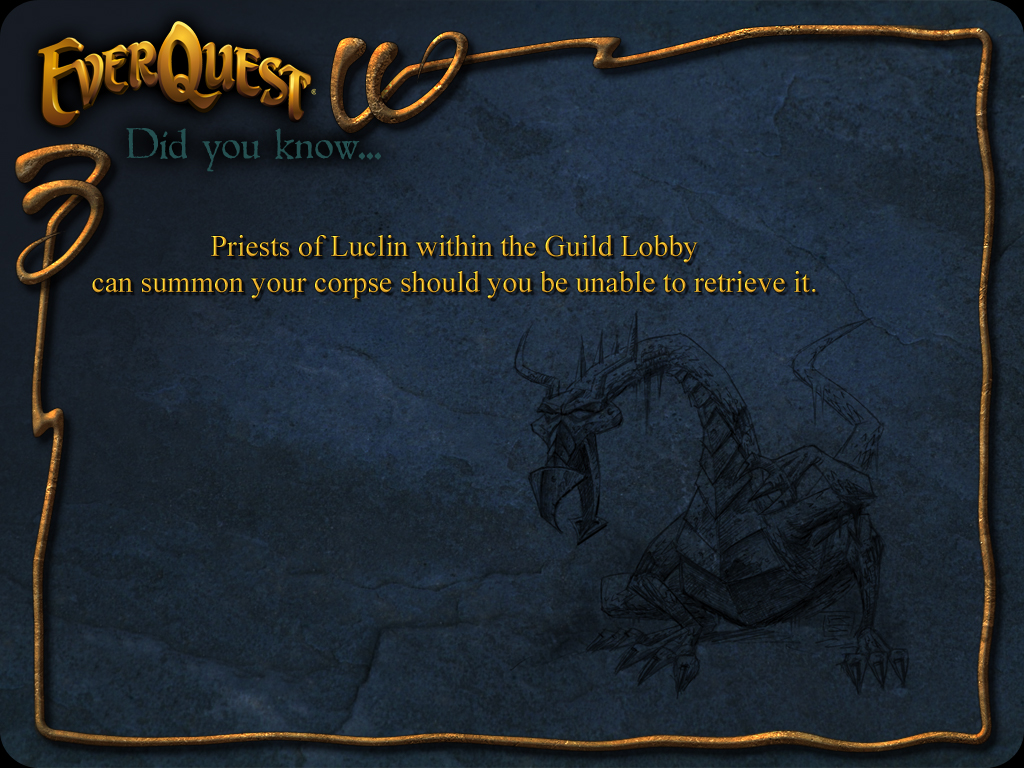 EVERQUEST
Did you know...
Priests of Luclin within the Guild Lobby
can summon your corpse should you be unable to retrieve it.